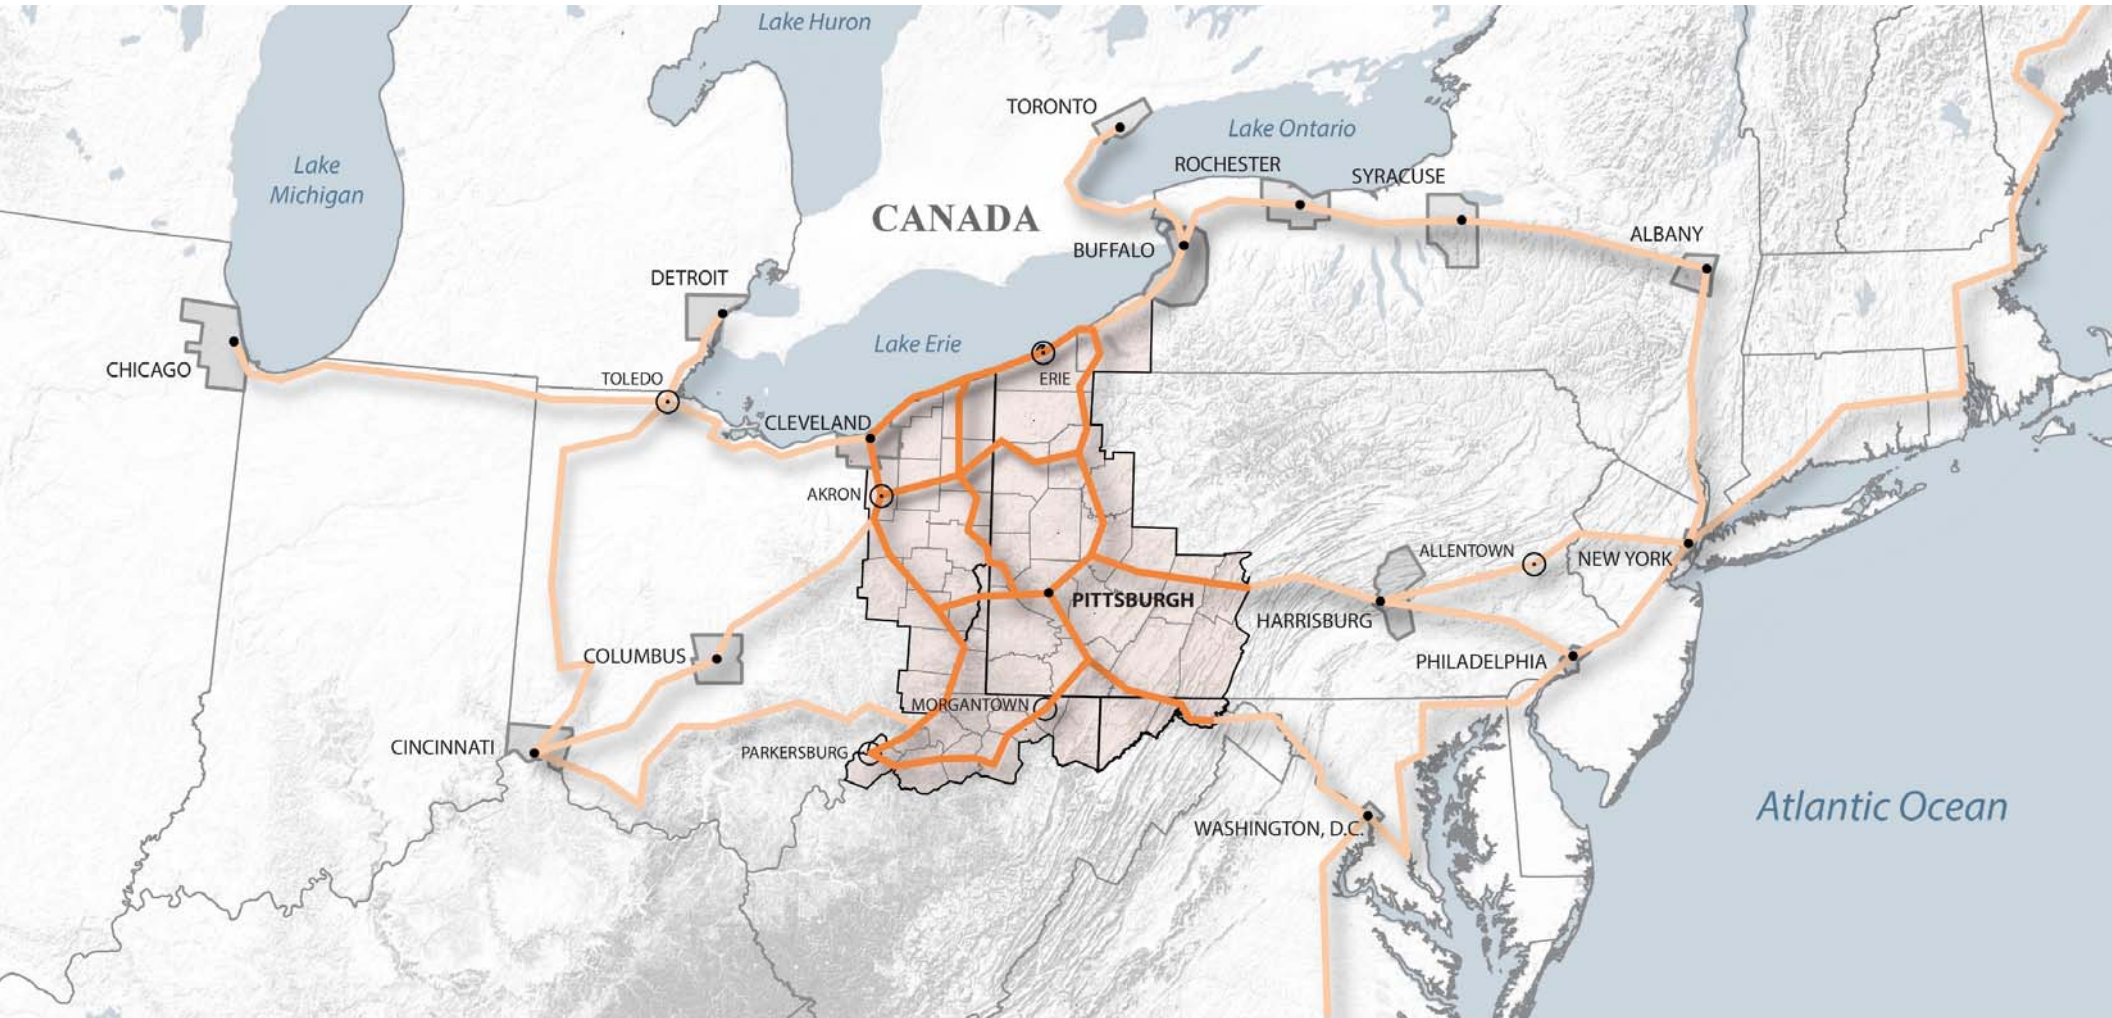 Lake Huron
TORONTO
Lake Ontario
ROCHESTER
SYRACUSE
Lake
Michigan
CANADA
ALBANY
BUFFALO
DETROIT
Lake Erie
CHICAGO
TOLEDO
ERIE
CLEVELAND
AKRON
ALLENTOWN
NEW YORK
PITTSBURGH
HARRISBURG
COLUMBUS
PHILADELPHIA
MORGANTOWN
CINCINNATI
PARKERSBURG
Atlantic Ocean
WASHINGTON, D.C.